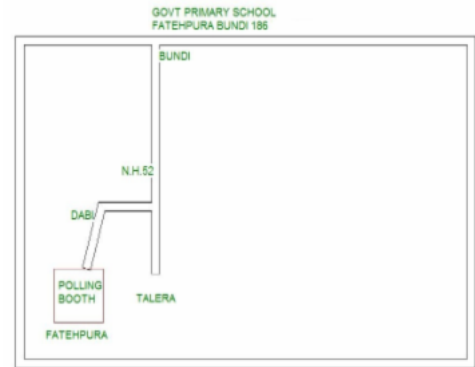 GOVT PRIMARY SCHOOL
FATEHPURA BUNDI 186
BUNDI
N.H.52
DABI
POLLING
BOOTH
TALERA
FATEHPURA